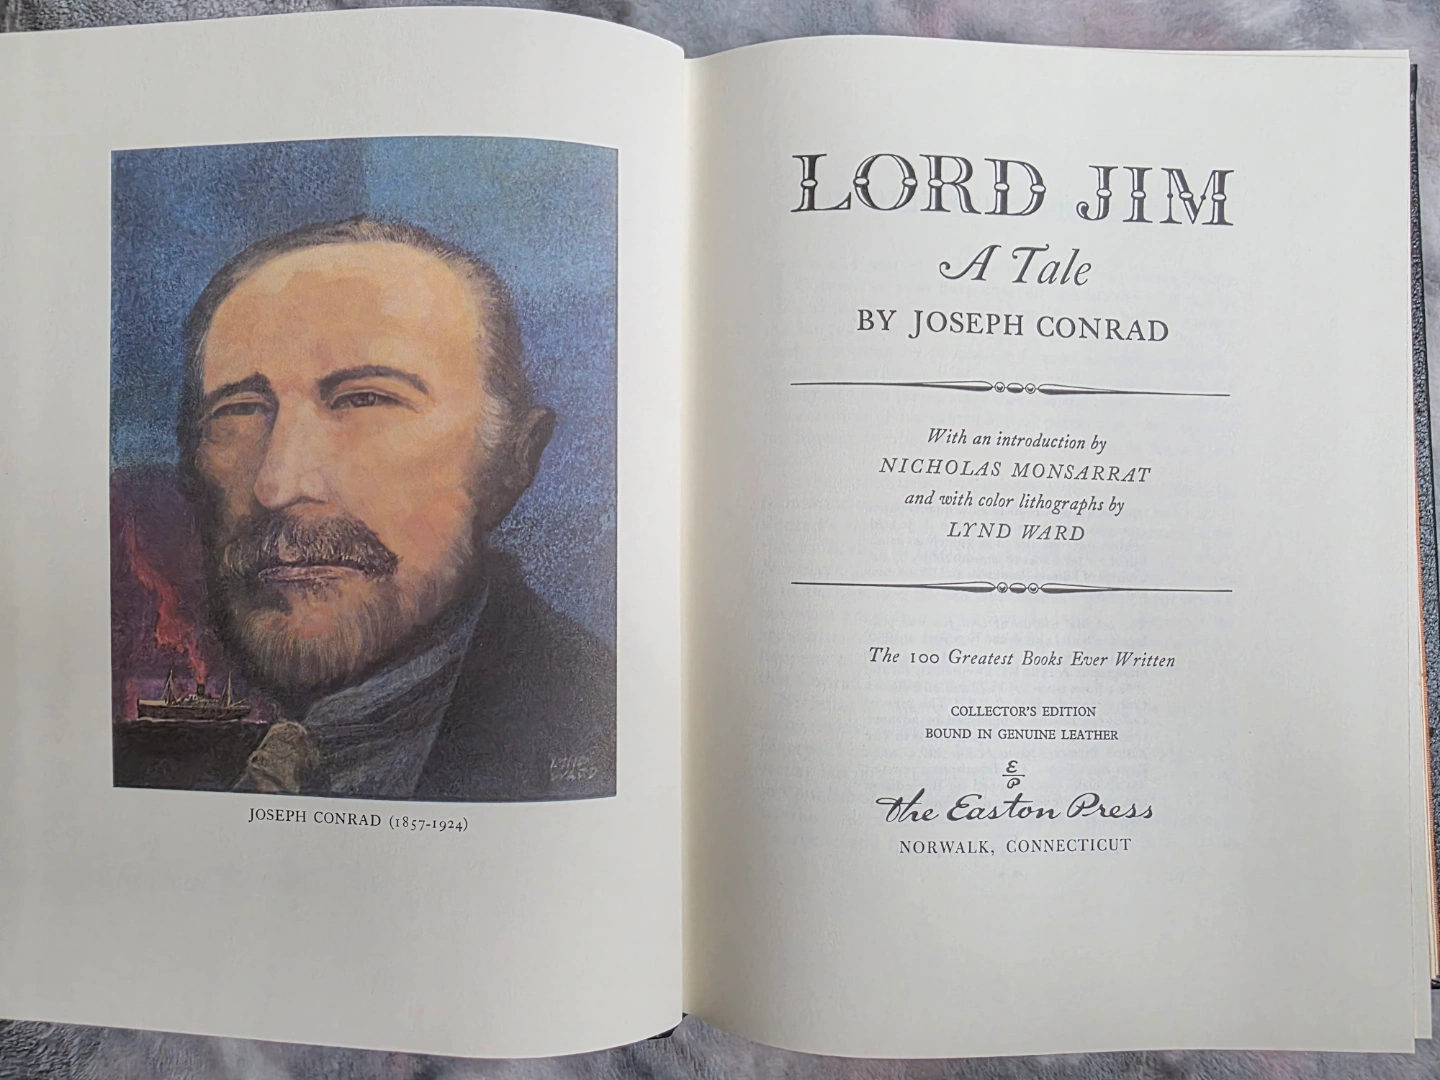 LYND
WARD
JOSEPH CONRAD (1857-1924)
LORD JIM
A Tale
BY JOSEPH CONRAD
With an introduction by
NICHOLAS MONSARRAT
and with color lithographs by
LYND WARD
The 100 Greatest Books Ever Written
COLLECTOR'S EDITION
BOUND IN GENUINE LEATHER
E
P
The Easton Press
NORWALK, CONNECTICUT